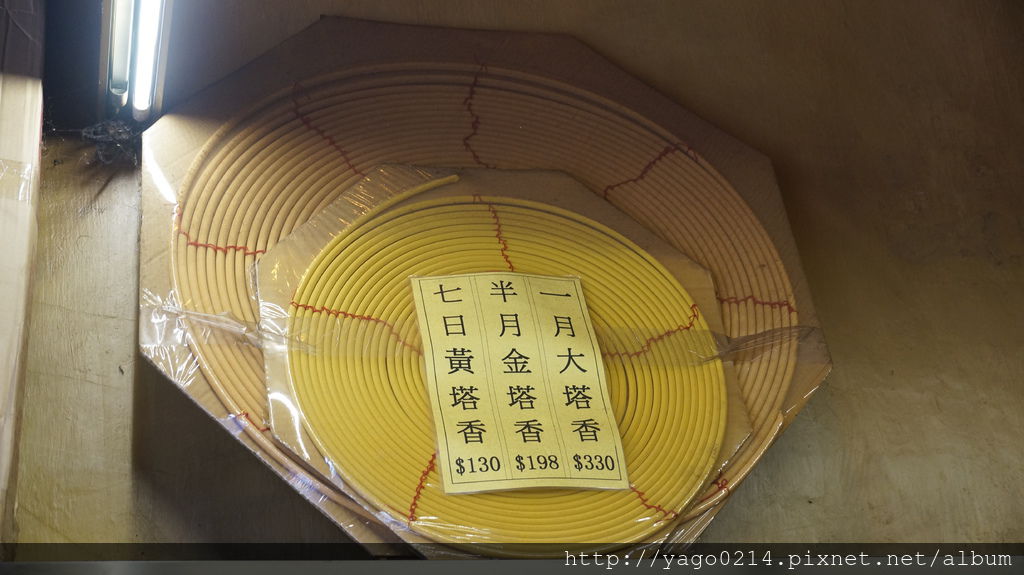 一月大塔香 $330
半月金塔香 $198
七日黃塔香 $130
http://yago0214.pixnet.net/album